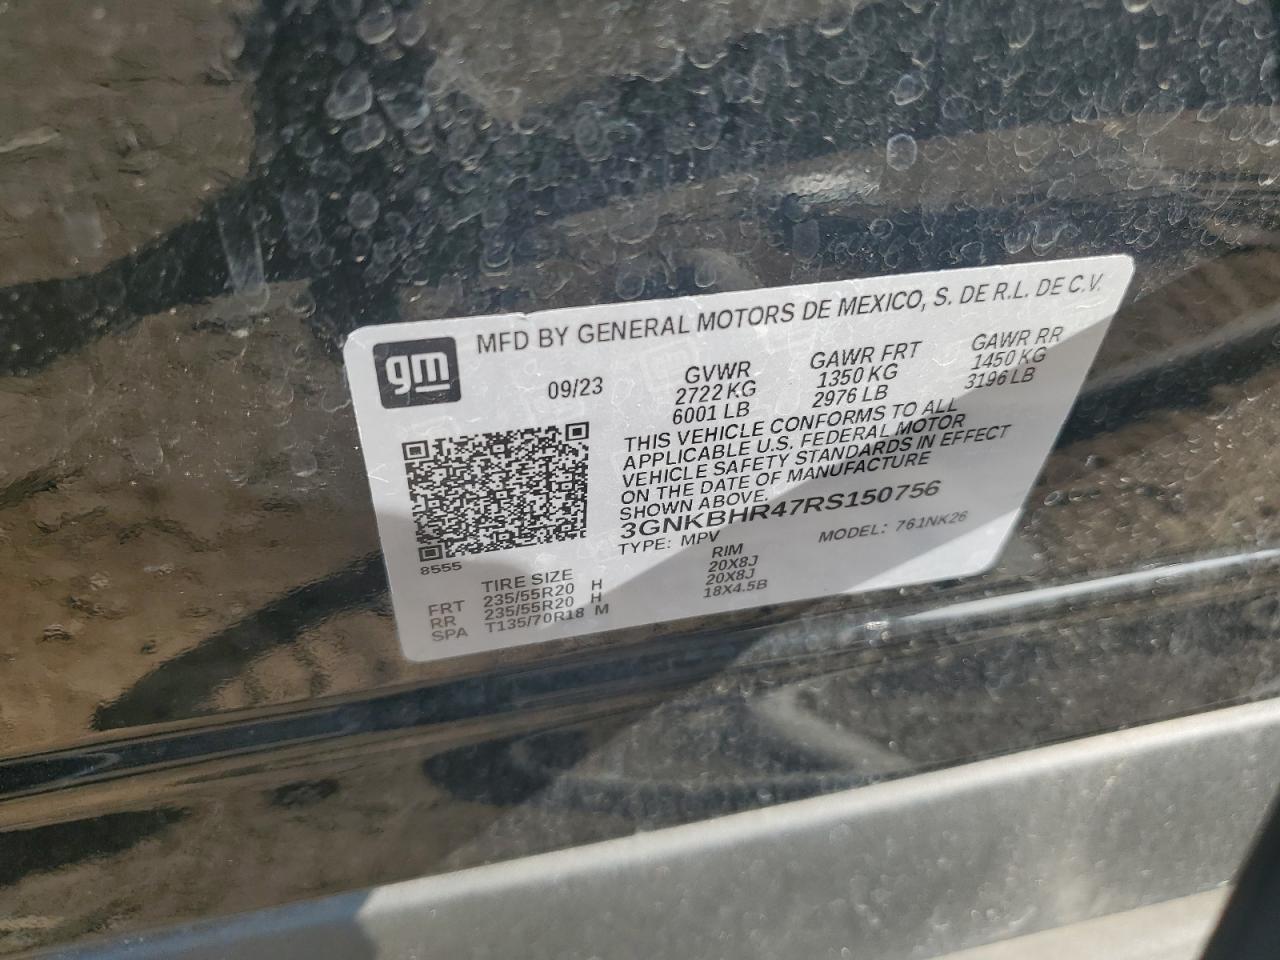 gm
MFD BY GENERAL MOTORS DE MEXICO, S. DE R.L. DE C.V.
09/23
GVWR GAWR FRT GAWR RR
2722 KG 1350 KG 1450 KG
6001 LB 2976 LB 3196 LB
THIS VEHICLE CONFORMS TO ALL
APPLICABLE U.S. FEDERAL MOTOR
VEHICLE SAFETY STANDARDS IN EFFECT
ON THE DATE OF MANUFACTURE
SHOWN ABOVE.
3GNKBHR47RS150756
TYPE: MPV MODEL: 761NK26
8555
TIRE SIZE RIM
FRT 235/55R20 H 20X8J
RR 235/55R20 H 20X8J
SPA T135/70R18 M 18X4.5B